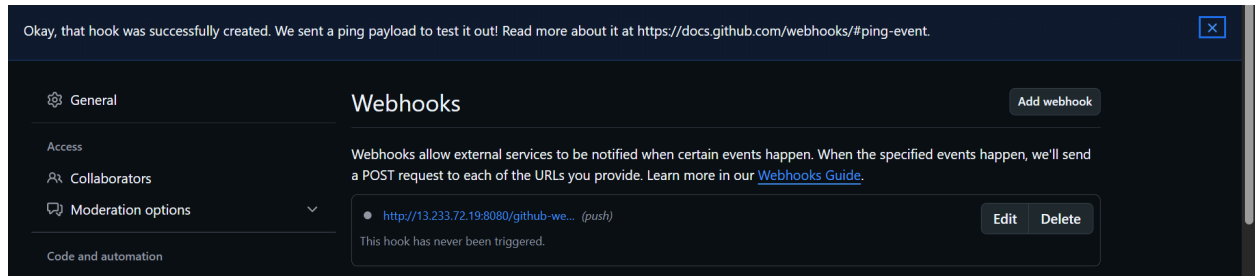 Okay, that hook was successfully created. We sent a ping payload to test it out! Read more about it at https://docs.github.com/webhooks/#ping-event.
General
Access
Collaborators
Moderation options
Code and automation
Webhooks
Add webhook
Webhooks allow external services to be notified when certain events happen. When the specified events happen, we'll send
a POST request to each of the URLs you provide. Learn more in our Webhooks Guide.
http://13.233.72.19:8080/github-we... (push)
Edit Delete
This hook has never been triggered.